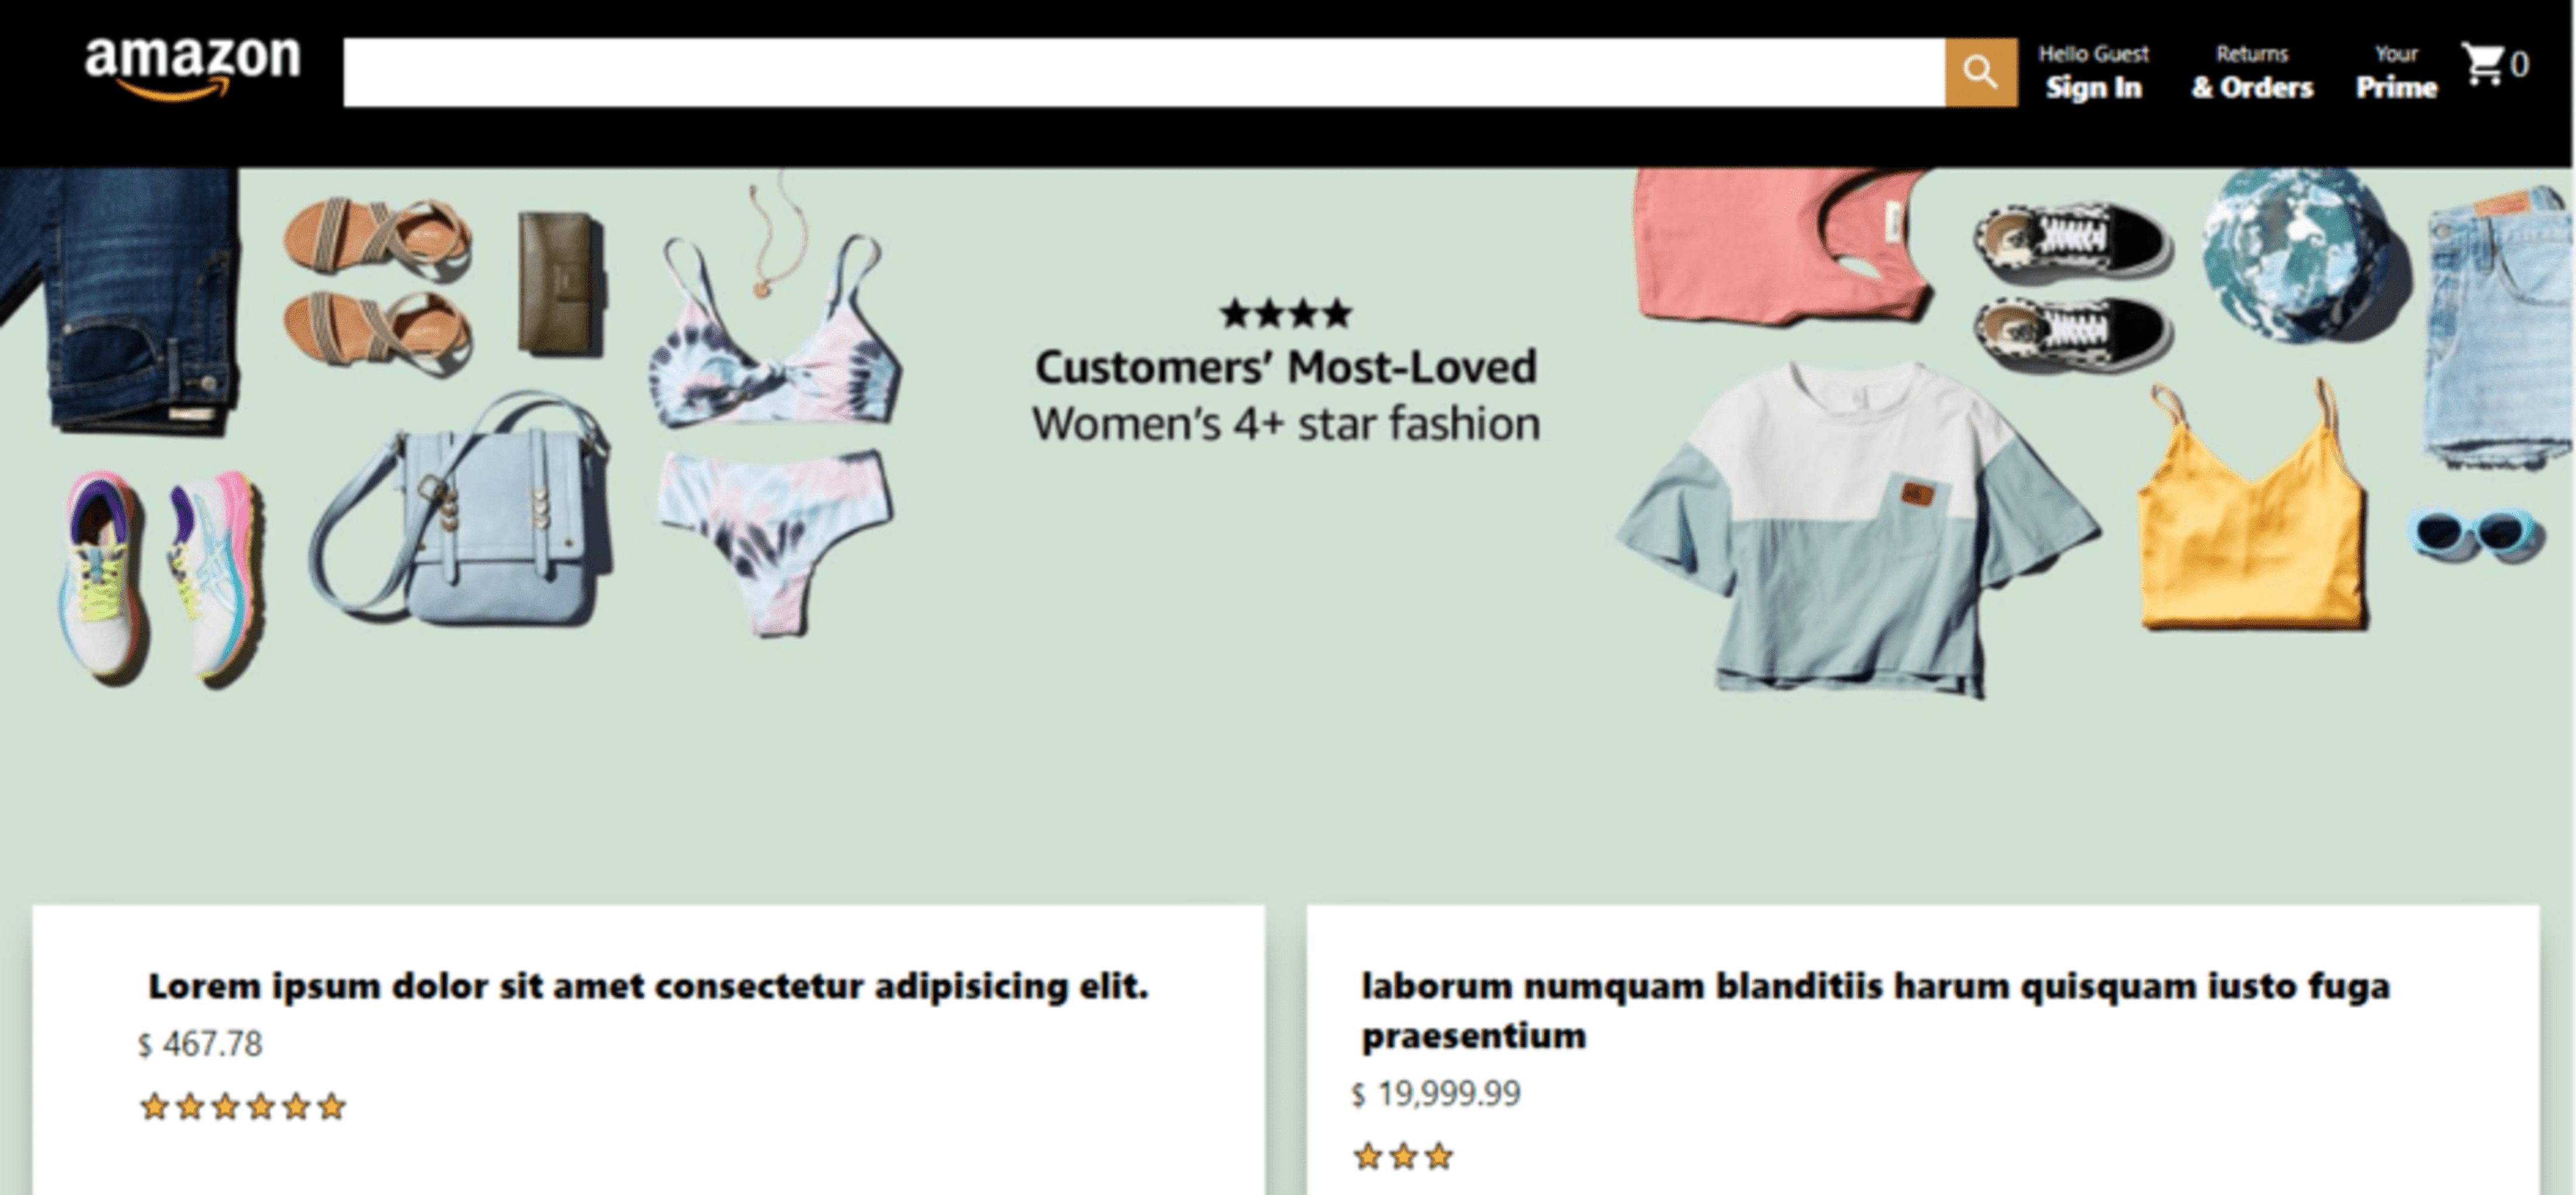 amazon
Hello Guest
Sign In
Returns
& Orders
Your
Prime
0
Customers’ Most-Loved
Women’s 4+ star fashion
Lorem ipsum dolor sit amet consectetur adipisicing elit.
$ 467.78
laborum numquam blanditiis harum quisquam iusto fuga
praesentium
$ 19,999.99